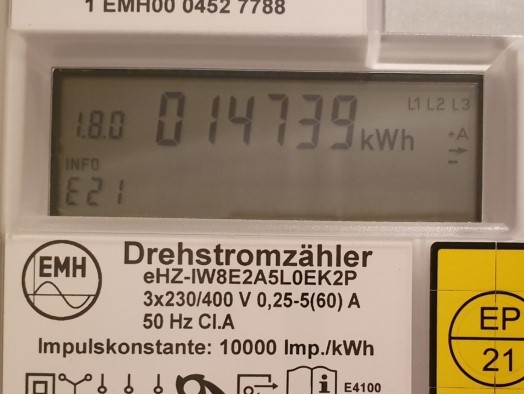 1 EMH00 0452 7788
L1 L2 L3
1.8.0 014739 kWh
+A
INFO
E21
EMH
Drehstromzähler
eHZ-IW8E2A5L0EK2P
3x230/400 V 0,25-5(60) A
50 Hz Cl.A
Impulskonstante: 10000 Imp./kWh
EP
21
i
E4100